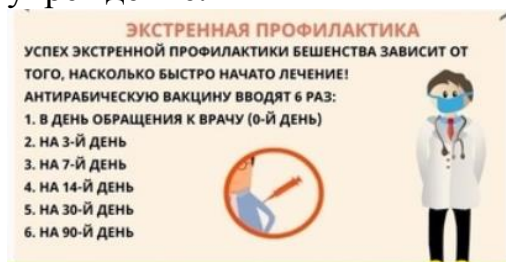 ЭКСТРЕННАЯ ПРОФИЛАКТИКА
УСПЕХ ЭКСТРЕННОЙ ПРОФИЛАКТИКИ БЕШЕНСТВА ЗАВИСИТ ОТ
ТОГО, НАСКОЛЬКО БЫСТРО НАЧАТО ЛЕЧЕНИЕ!
АНТИРАБИЧЕСКУЮ ВАКЦИНУ ВВОДЯТ 6 РАЗ:
1. В ДЕНЬ ОБРАЩЕНИЯ К ВРАЧУ (0-Й ДЕНЬ)
2. НА 3-Й ДЕНЬ
3. НА 7-Й ДЕНЬ
4. НА 14-Й ДЕНЬ
5. НА 30-Й ДЕНЬ
6. НА 90-Й ДЕНЬ